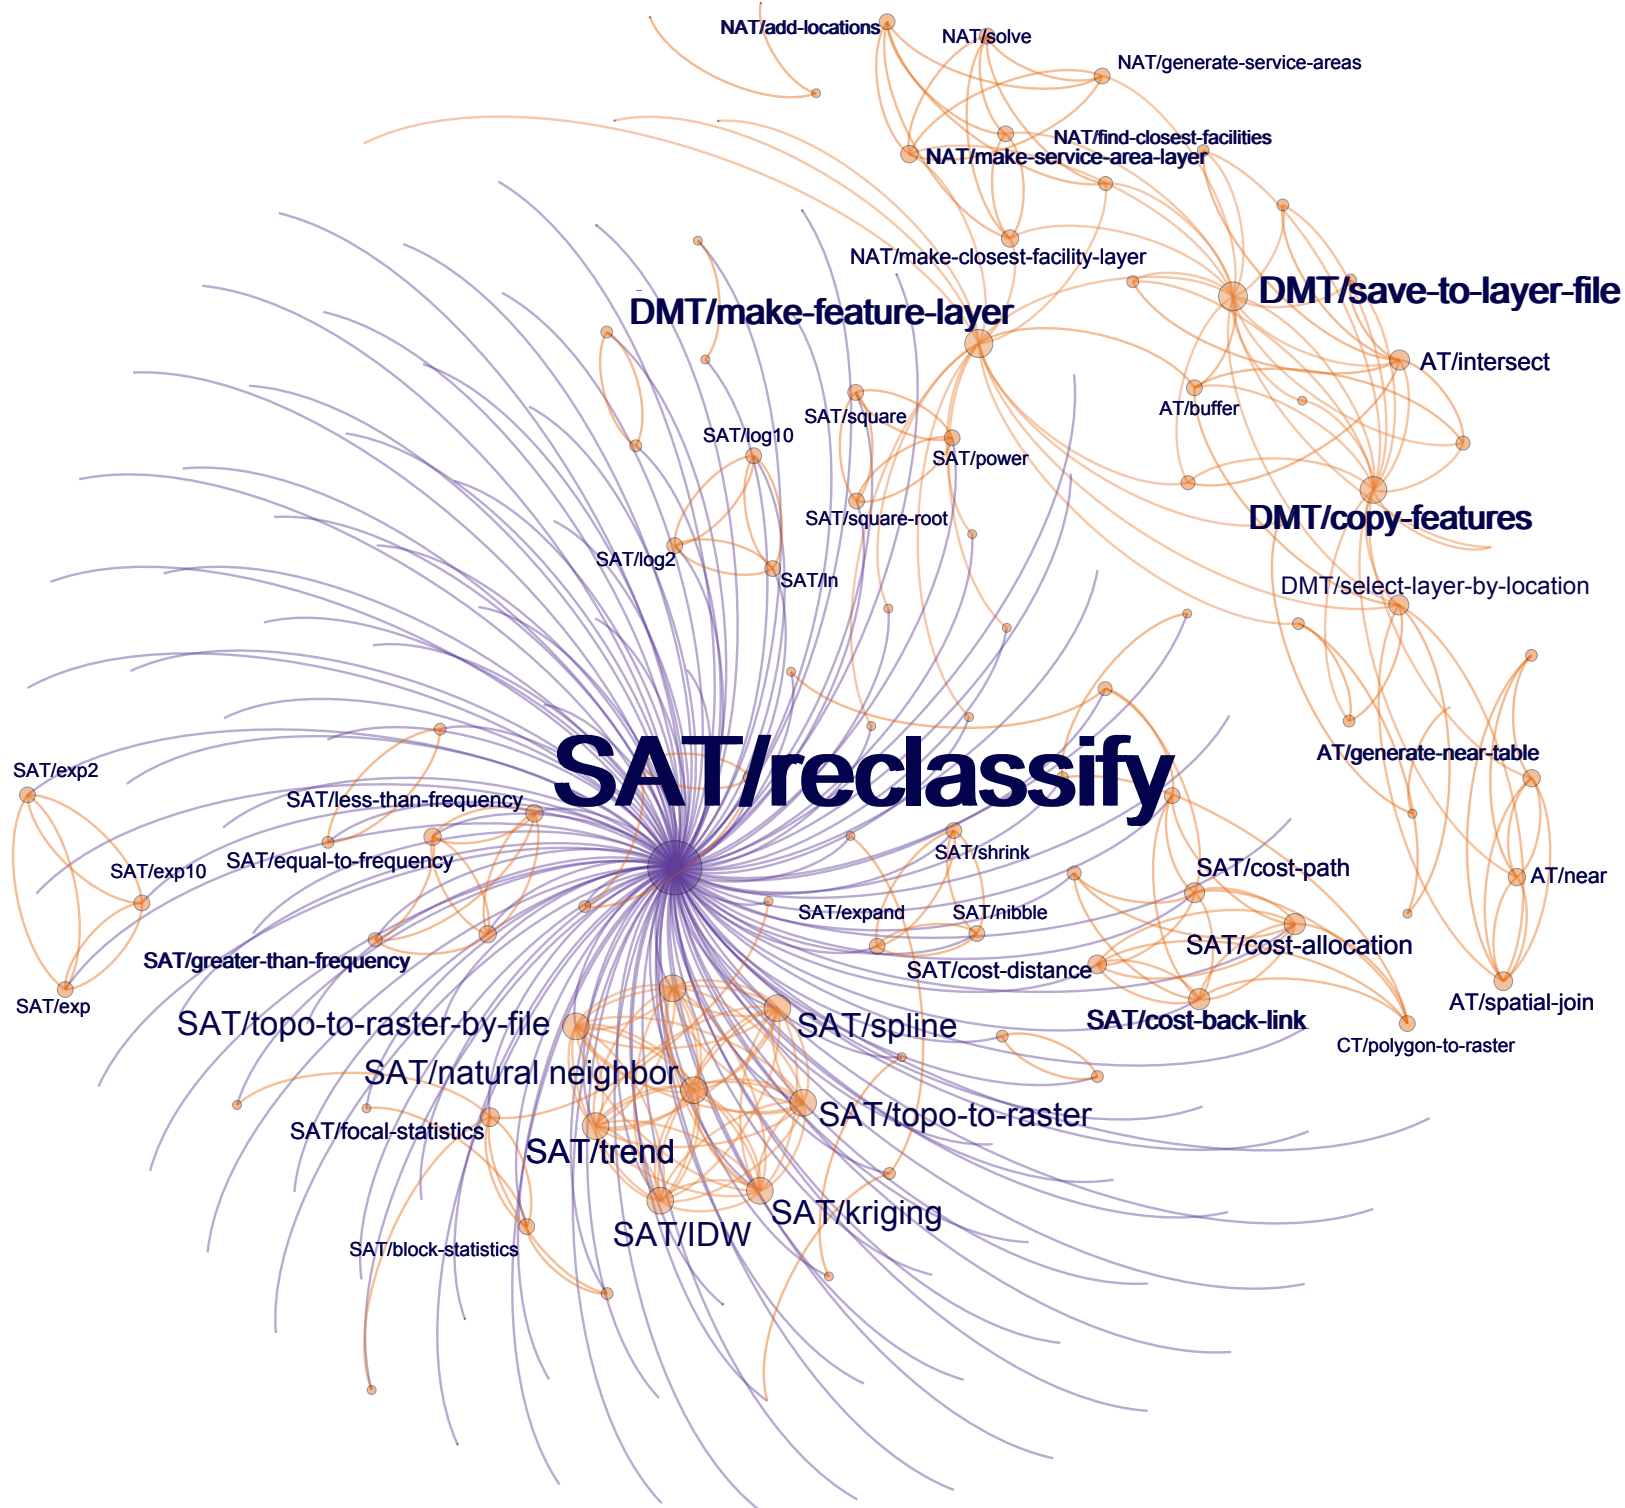 NAT/add-locations
NAT/solve
NAT/generate-service-areas
NAT/find-closest-facilities
NAT/make-service-area-layer
NAT/make-closest-facility-layer
DMT/save-to-layer-file
DMT/make-feature-layer
AT/intersect
AT/buffer
SAT/square
SAT/log10
SAT/power
SAT/square-root
DMT/copy-features
SAT/log2
SAT/ln
DMT/select-layer-by-location
AT/generate-near-table
SAT/reclassify
SAT/exp2
SAT/less-than-frequency
SAT/equal-to-frequency
SAT/exp10
SAT/shrink
SAT/cost-path
AT/near
SAT/expand
SAT/nibble
SAT/cost-allocation
SAT/greater-than-frequency
SAT/cost-distance
SAT/exp
AT/spatial-join
SAT/topo-to-raster-by-file
SAT/spline
SAT/cost-back-link
CT/polygon-to-raster
SAT/natural neighbor
SAT/topo-to-raster
SAT/focal-statistics
SAT/trend
SAT/kriging
SAT/IDW
SAT/block-statistics